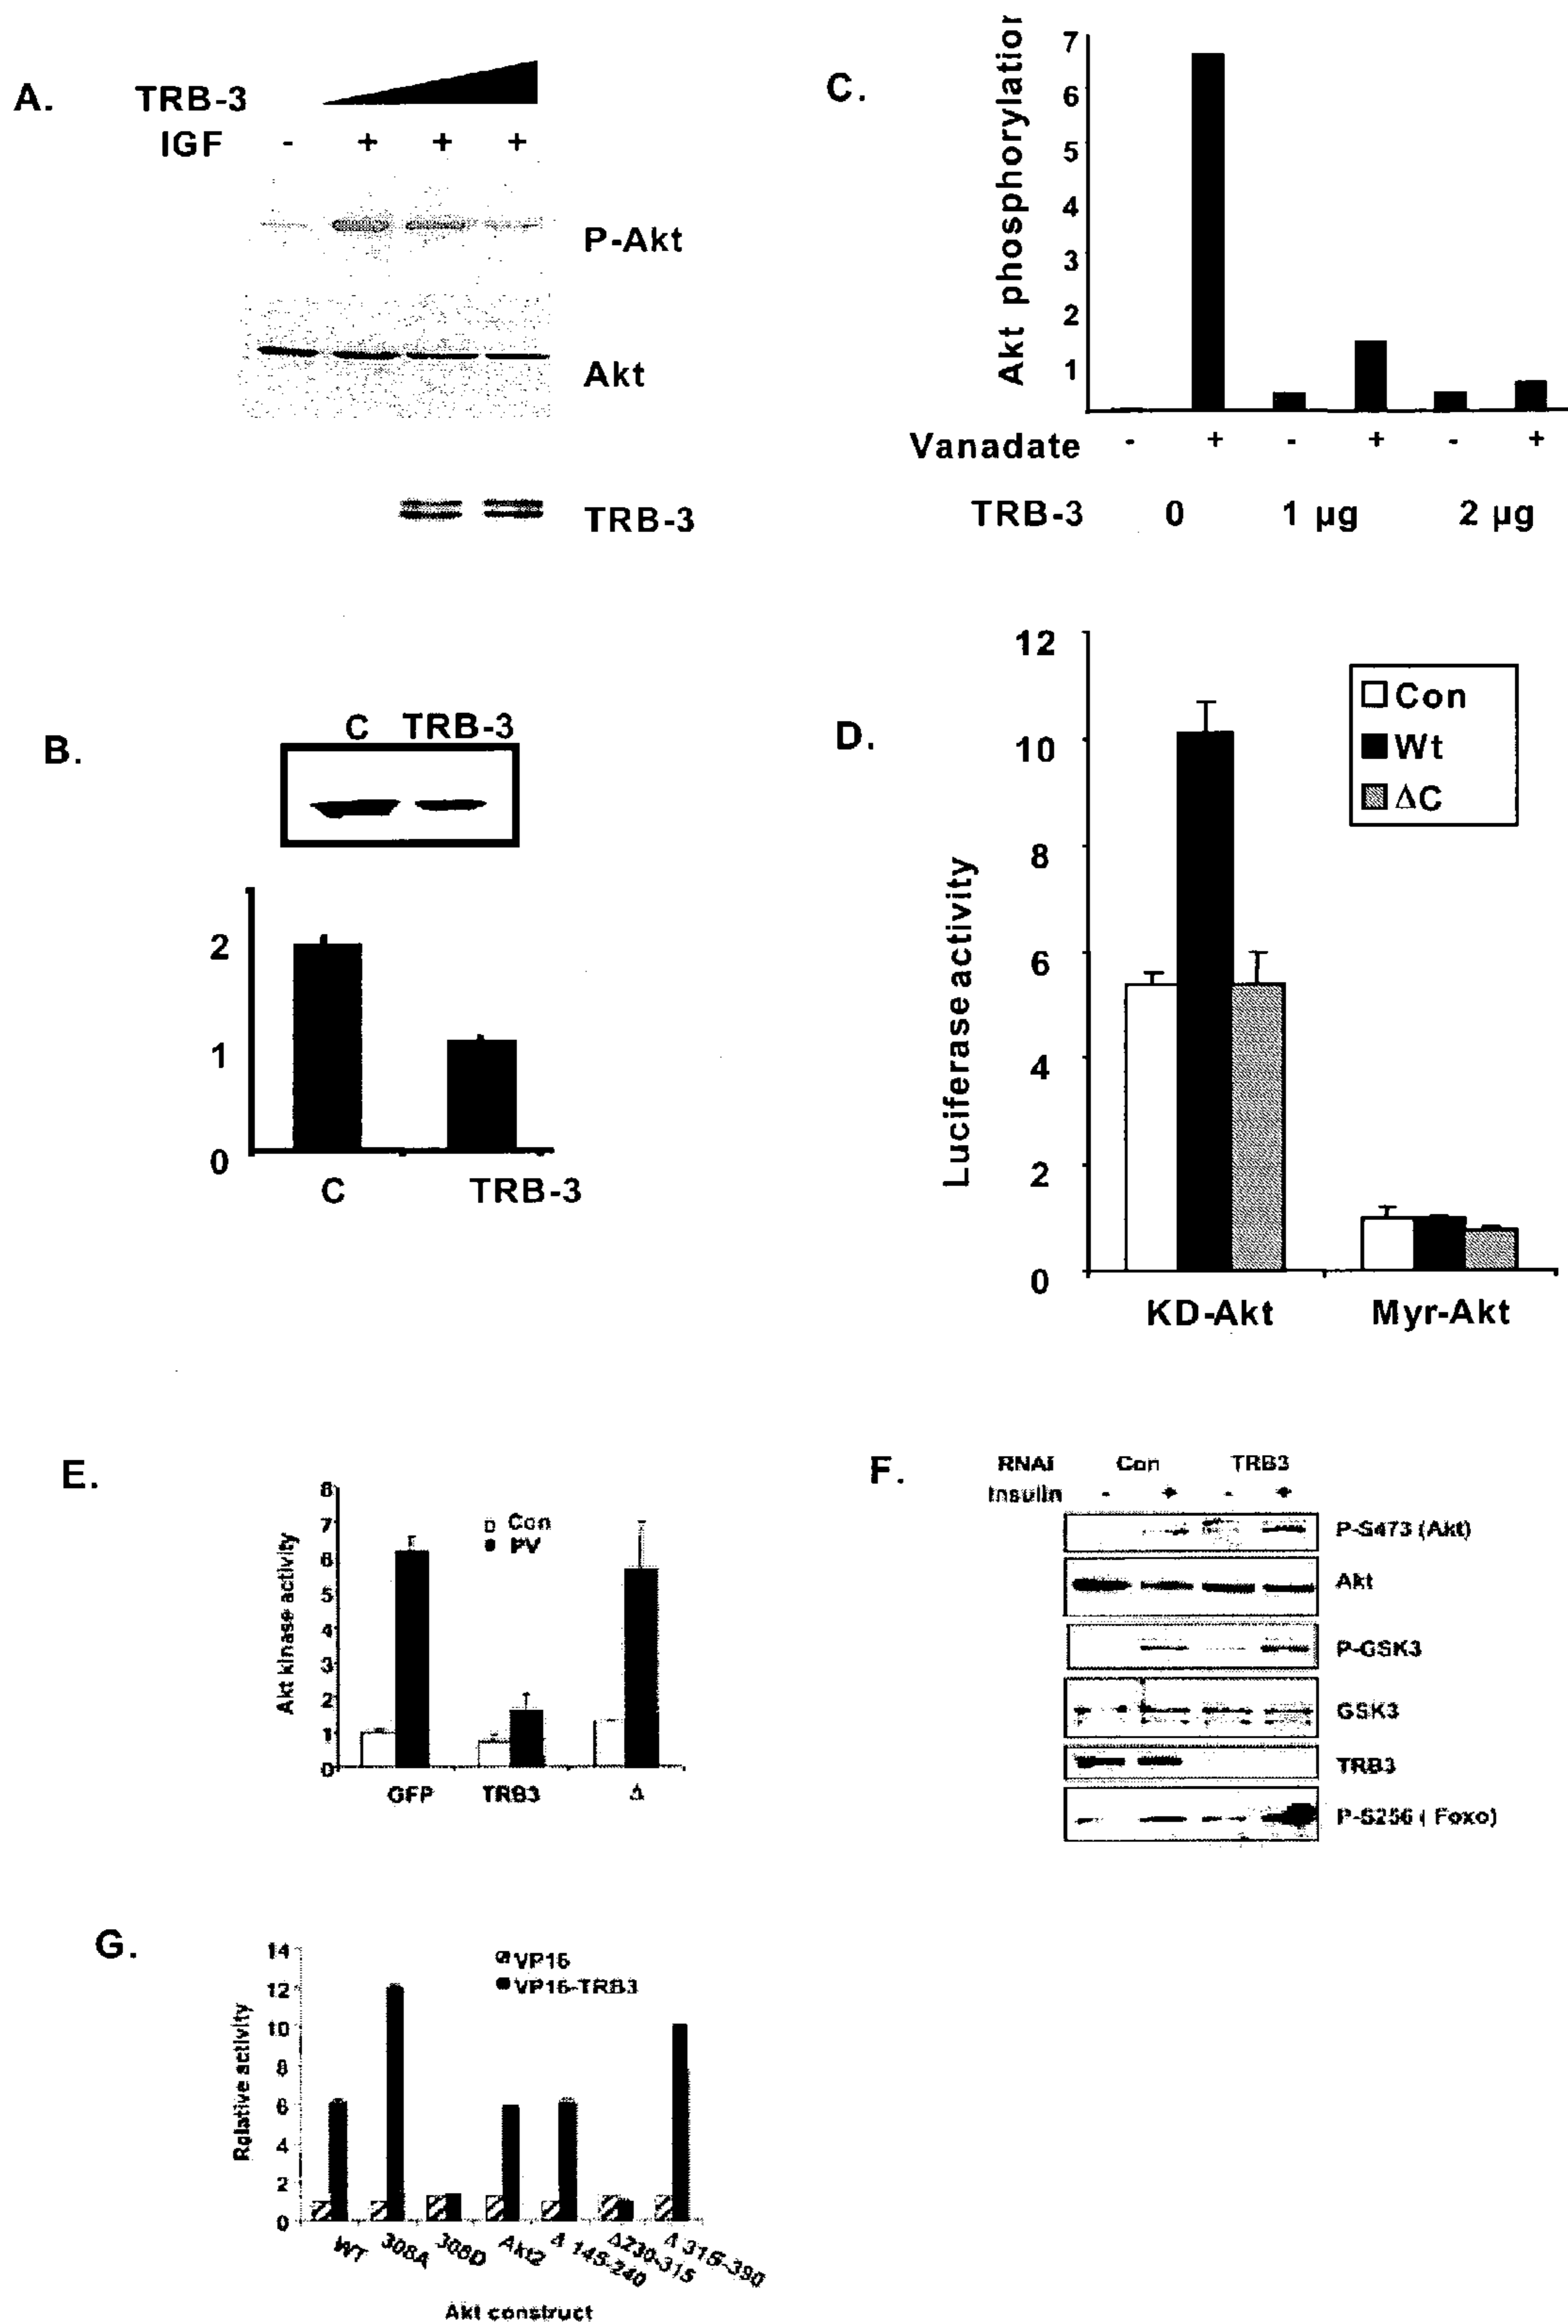 A.
TRB-3
IGF - + + +
P-Akt
Akt
TRB-3
C.
Akt phosphorylation
7
6
5
4
3
2
1
Vanadate - + - + - +
TRB-3 0 1 µg 2 µg
B.
C TRB-3
2
1
0
C TRB-3
D.
Luciferase activity
12
10
8
6
4
2
0
Con
Wt
ΔC
KD-Akt Myr-Akt
E.
Akt kinase activity
8
7
6
5
4
3
2
1
0
Con
PV
GFP TRB3 Δ
F.
RNAi Con TRB3
Insulin - + - +
P-S473 (Akt)
Akt
P-GSK3
GSK3
TRB3
P-S256 ( Foxo)
G.
Relative activity
14
12
10
8
6
4
2
0
VP16
VP16-TRB3
WT 308A 308D Akt2 Δ 145-240 Δ230-315 Δ 315-390
Akt construct